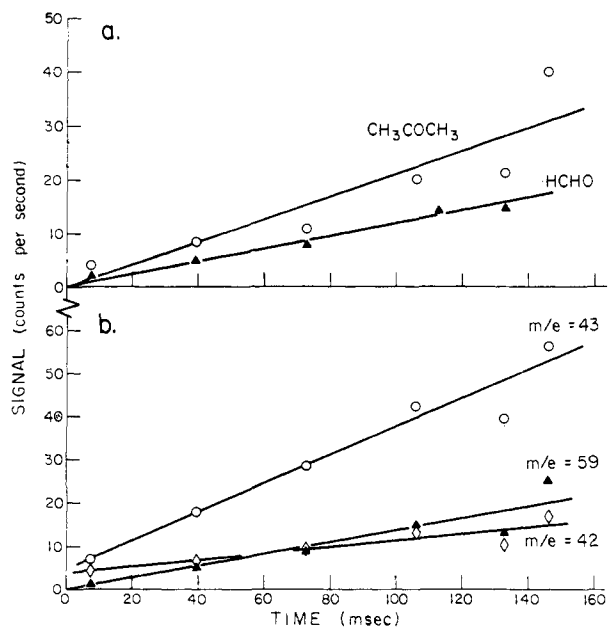 a.
50
40
30
20
10
0
CH₃COCH₃
HCHO
SIGNAL (counts per second)
b.
60
50
40
30
20
10
0
m/e = 43
m/e = 59
m/e = 42
0 20 40 60 80 100 120 140 160
TIME (msec)